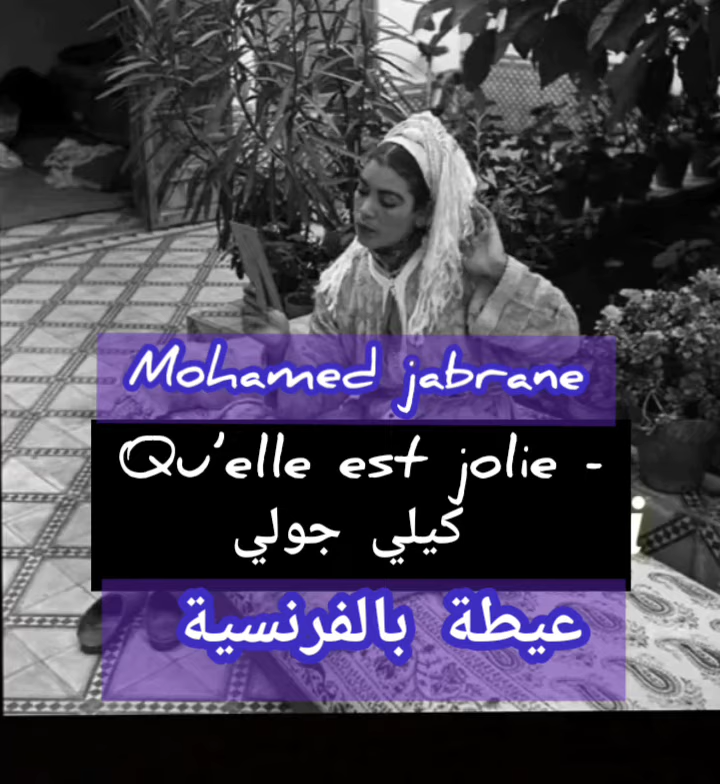 Mohamed jabrane
Qu'elle est jolie -
كيلي جولي
i
عيطة بالفرنسية